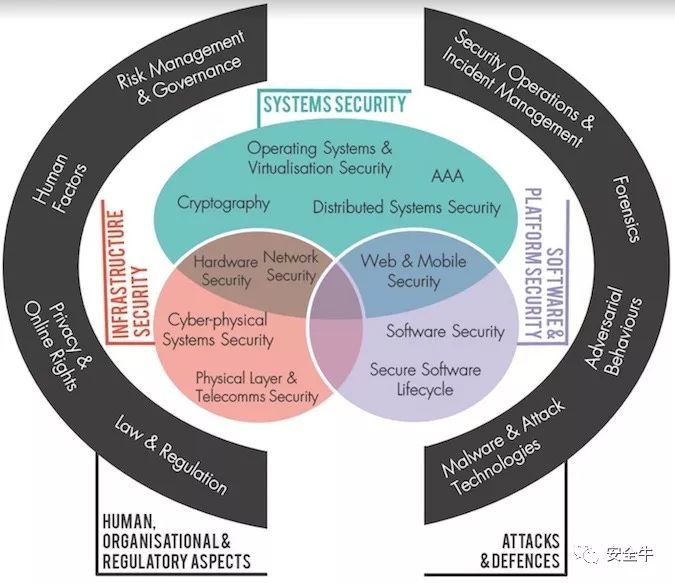 Risk Management
& Governance
Human
Factors
Privacy &
Online Rights
Law & Regulation
HUMAN,
ORGANISATIONAL &
REGULATORY ASPECTS
SYSTEMS SECURITY
Operating Systems &
Virtualisation Security
AAA
Cryptography
Distributed Systems Security
INFRASTRUCTURE
SECURITY
Hardware
Security
Network
Security
Web & Mobile
Security
Cyber-physical
Systems Security
Physical Layer &
Telecomms Security
Software Security
Secure Software
Lifecycle
SOFTWARE &
PLATFORM SECURITY
Security Operations &
Incident Management
Forensics
Adversarial
Behaviours
Malware & Attack
Technologies
ATTACKS
& DEFENCES
安全牛